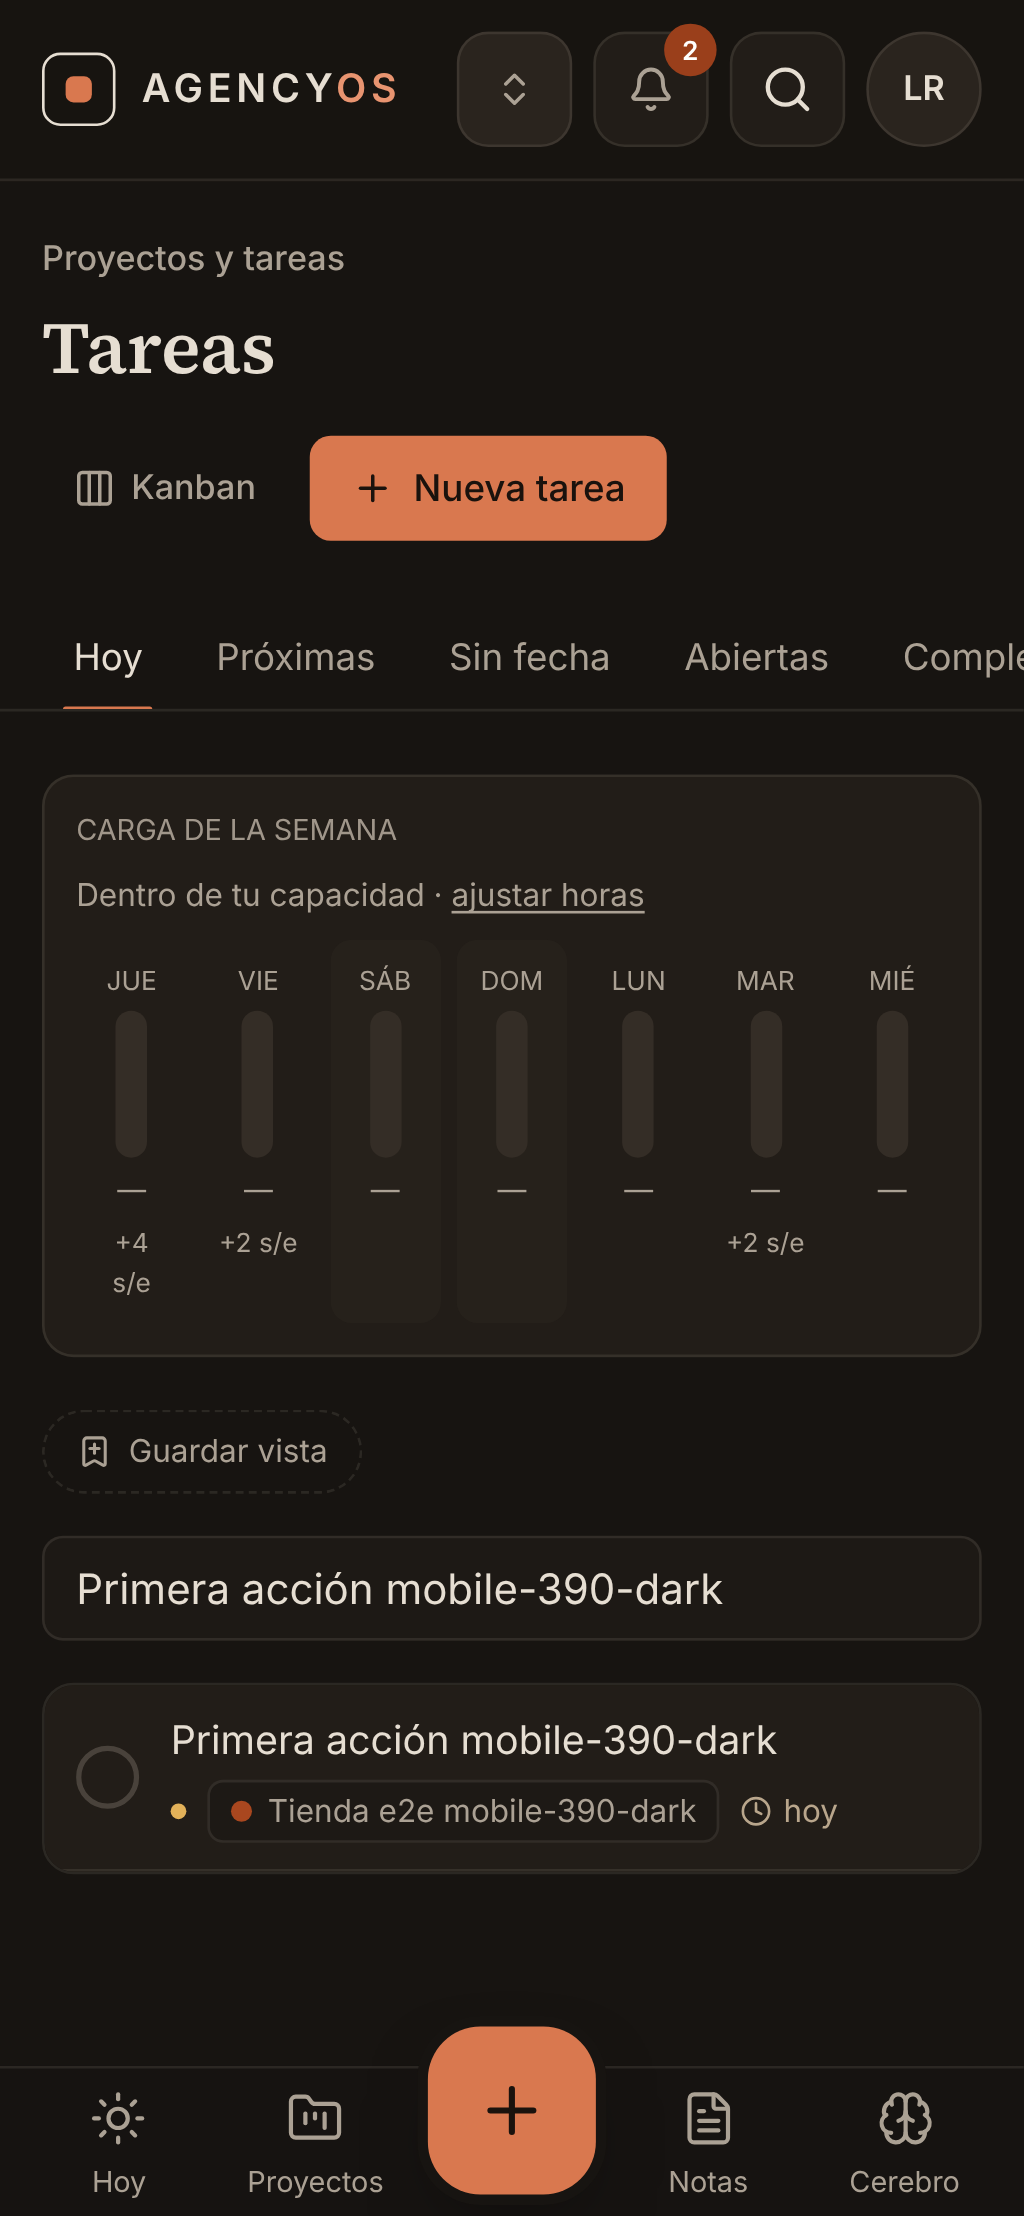 AGENCYOS
2
LR
Proyectos y tareas
Tareas
Kanban
+ Nueva tarea
Hoy Próximas Sin fecha Abiertas Comple
CARGA DE LA SEMANA
Dentro de tu capacidad · ajustar horas
JUE VIE SÁB DOM LUN MAR MIÉ
— — — — — — —
+4 s/e +2 s/e +2 s/e
Guardar vista
Primera acción mobile-390-dark
Primera acción mobile-390-dark
Tienda e2e mobile-390-dark hoy
Hoy Proyectos + Notas Cerebro